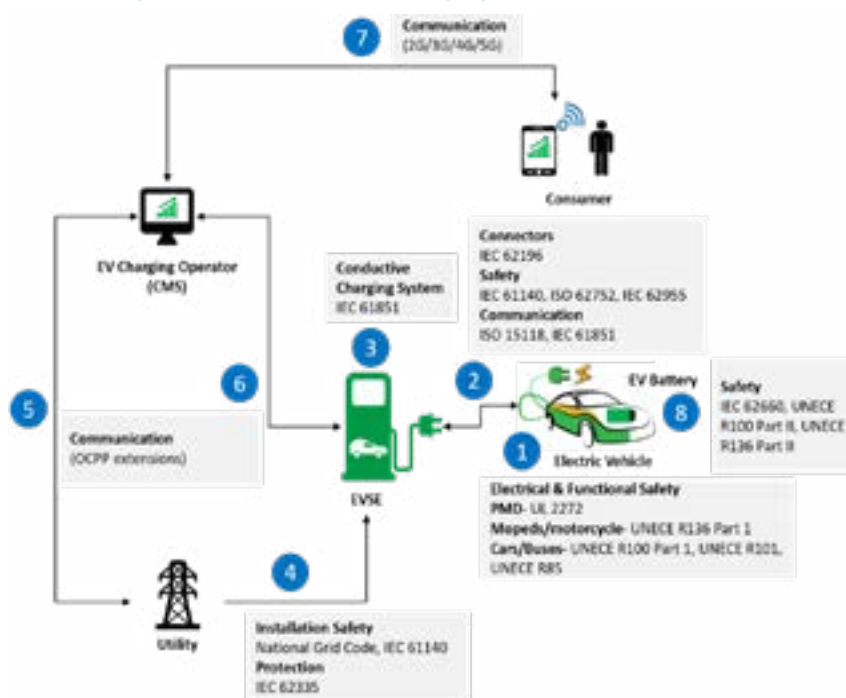 7
Communication
(2G/3G/4G/5G)
Consumer
EV Charging Operator
(CMS)
Connectors
IEC 62196
Safety
IEC 61140, ISO 62752, IEC 62955
Communication
ISO 15118, IEC 61851
Conductive
Charging System
IEC 61851
3
2
5
6
Communication
(OCPP extensions)
EV Battery
8
Safety
IEC 62660, UNECE
R100 Part II, UNECE
R136 Part II
1
Electric Vehicle
EVSE
Electrical & Functional Safety
PMD- UL 2272
Mopeds/motorcycle- UNECE R136 Part 1
Cars/Buses- UNECE R100 Part 1, UNECE R101,
UNECE R85
4
Utility
Installation Safety
National Grid Code, IEC 61140
Protection
IEC 62335